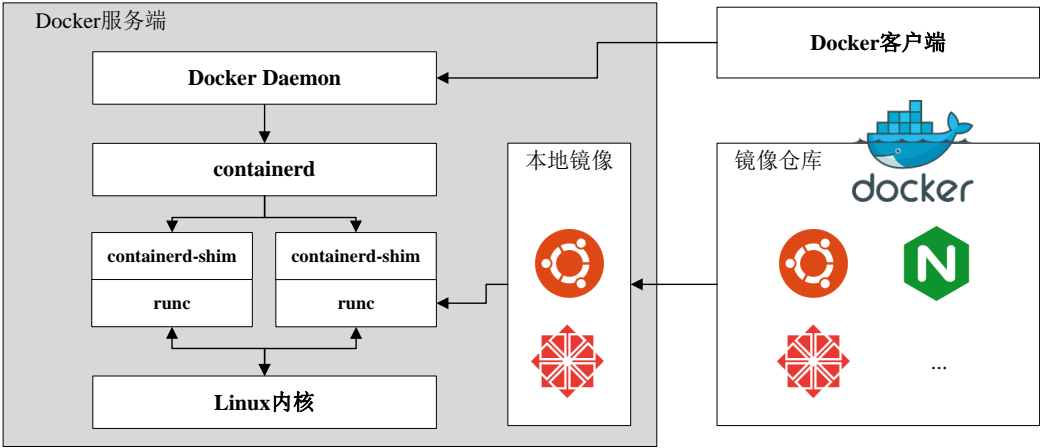 Docker服务端
Docker客户端
Docker Daemon
containerd
本地镜像
镜像仓库
docker
containerd-shim
containerd-shim
runc
runc
...
Linux内核